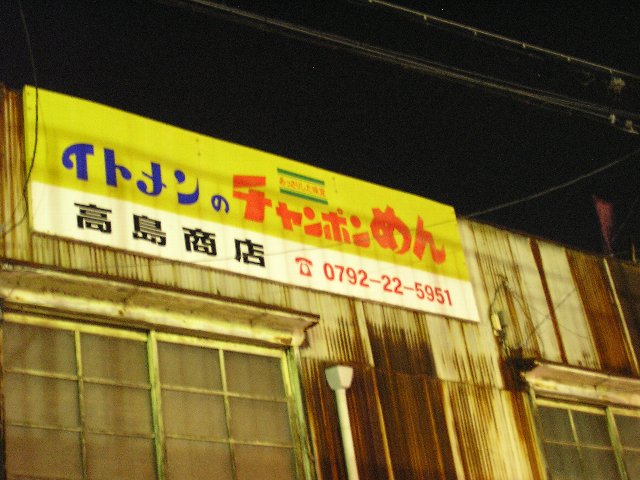 あっさりした味覚
イトメンのチャンポンめん
高島商店
☎0792-22-5951